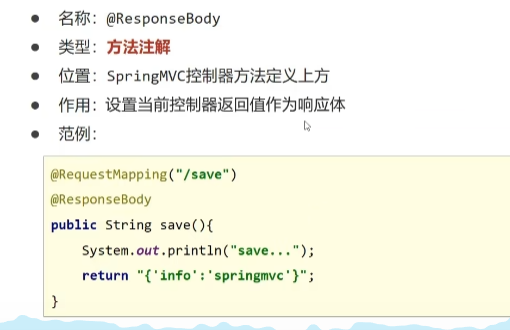 ● 名称：@ResponseBody
● 类型：方法注解
● 位置：SpringMVC控制器方法定义上方
● 作用：设置当前控制器返回值作为响应体
● 范例：
@RequestMapping("/save")
@ResponseBody
public String save(){
    System.out.println("save...");
    return "{'info':'springmvc'}";
}